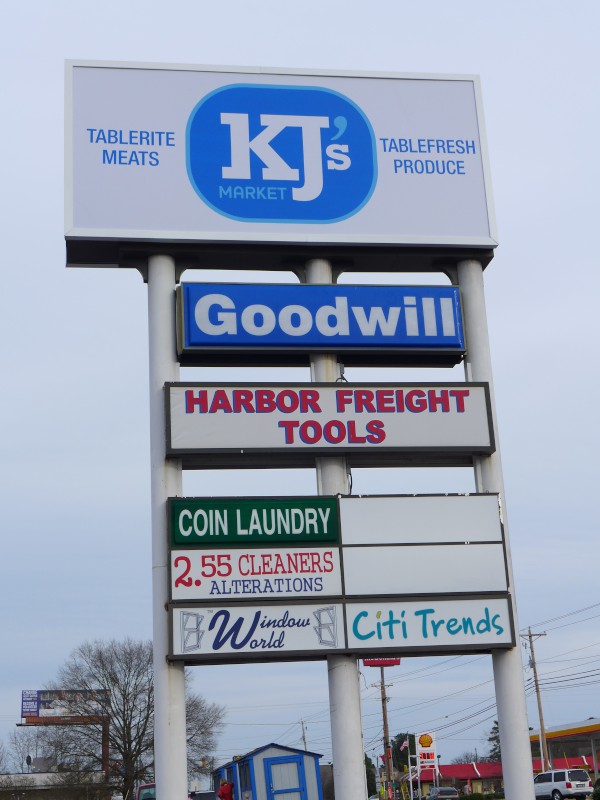 TABLERITE
MEATS
KJ's
MARKET
TABLEFRESH
PRODUCE
Goodwill
HARBOR FREIGHT
TOOLS
COIN LAUNDRY
2.55 CLEANERS
ALTERATIONS
Window
World
Citi Trends